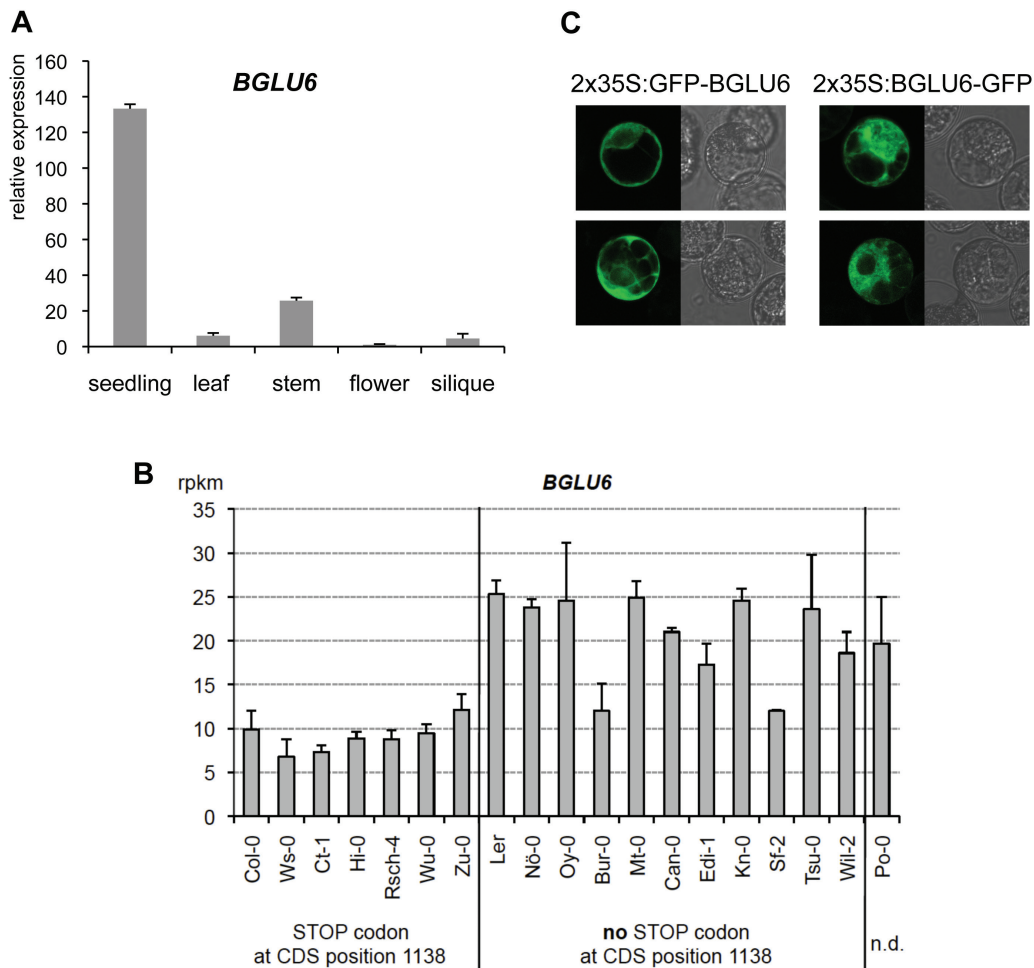 A
BGLU6
relative expression
160
140
120
100
80
60
40
20
0
seedling leaf stem flower silique
C
2x35S:GFP-BGLU6 2x35S:BGLU6-GFP
B
rpkm
BGLU6
35
30
25
20
15
10
5
0
Col-0
Ws-0
Ct-1
Hi-0
Rsch-4
Wu-0
Zu-0
Ler
Nö-0
Oy-0
Bur-0
Mt-0
Can-0
Edi-1
Kn-0
Sf-2
Tsu-0
Wil-2
Po-0
STOP codon
at CDS position 1138
no STOP codon
at CDS position 1138
n.d.